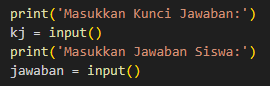 print('Masukkan Kunci Jawaban:')
kj = input()
print('Masukkan Jawaban Siswa:')
jawaban = input()